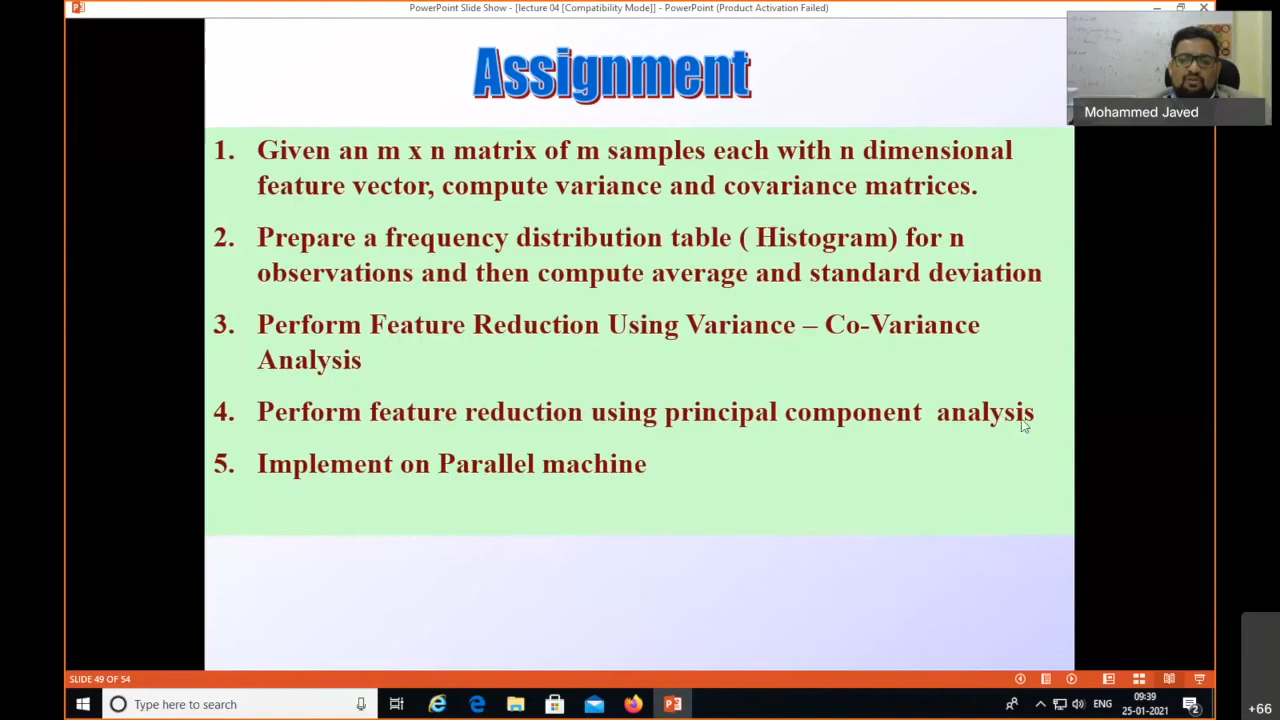 PowerPoint Slide Show - [lecture 04 [Compatibility Mode]] - PowerPoint (Product Activation Failed)
Assignment
Mohammed Javed
1. Given an m x n matrix of m samples each with n dimensional
feature vector, compute variance and covariance matrices.
2. Prepare a frequency distribution table ( Histogram) for n
observations and then compute average and standard deviation
3. Perform Feature Reduction Using Variance – Co-Variance
Analysis
4. Perform feature reduction using principal component analysis
5. Implement on Parallel machine
SLIDE 49 OF 54
Type here to search
ENG
09:39
25-01-2021
2
+66